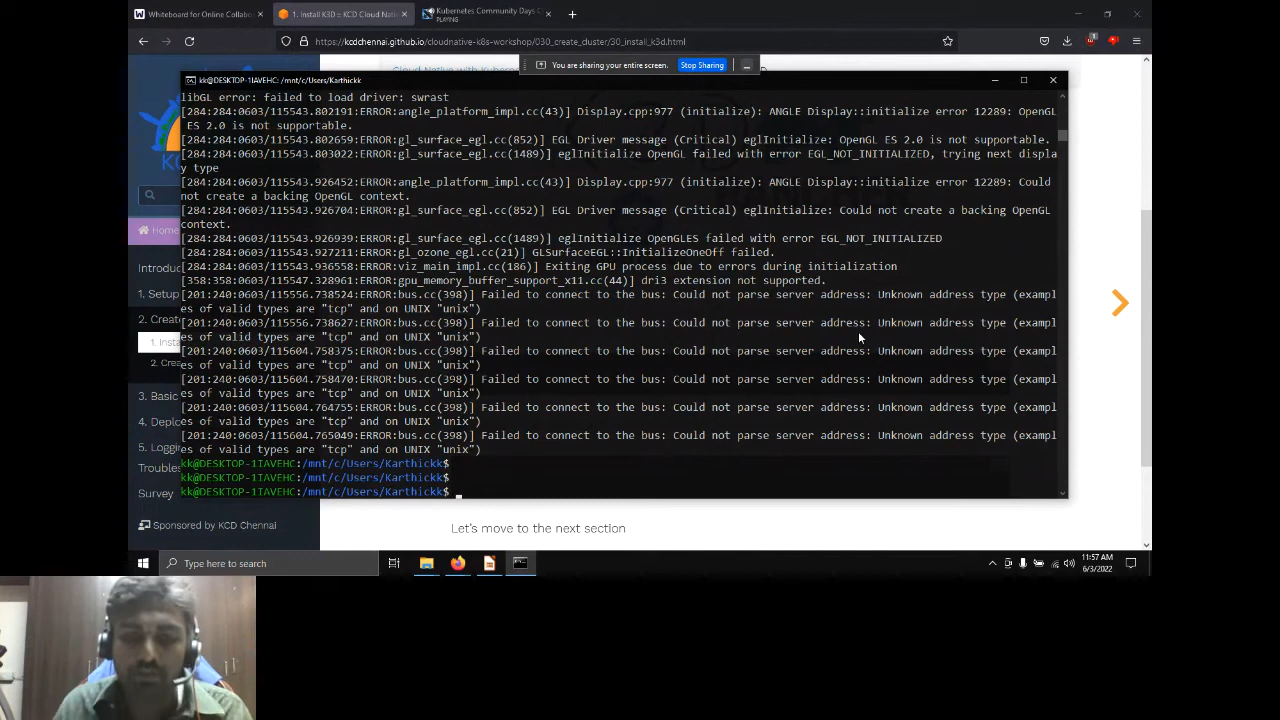 Whiteboard for Online Collabo
1. Install K3D :: KCD Cloud Nati
Kubernetes Community Days C
PLAYING
https://kcdchennai.github.io/cloudnative-k8s-workshop/030_create_cluster/30_install_k3d.html
You are sharing your entire screen.
Stop Sharing
kk@DESKTOP-1IAVEHC: /mnt/c/Users/Karthickk
libGL error: failed to load driver: swrast
[284:284:0603/115543.802191:ERROR:angle_platform_impl.cc(43)] Display.cpp:977 (initialize): ANGLE Display::initialize error 12289: OpenGL
ES 2.0 is not supportable.
[284:284:0603/115543.802659:ERROR:gl_surface_egl.cc(852)] EGL Driver message (Critical) eglInitialize: OpenGL ES 2.0 is not supportable.
[284:284:0603/115543.803022:ERROR:gl_surface_egl.cc(1489)] eglInitialize OpenGL failed with error EGL_NOT_INITIALIZED, trying next displa
y type
[284:284:0603/115543.926452:ERROR:angle_platform_impl.cc(43)] Display.cpp:977 (initialize): ANGLE Display::initialize error 12289: Could
not create a backing OpenGL context.
[284:284:0603/115543.926704:ERROR:gl_surface_egl.cc(852)] EGL Driver message (Critical) eglInitialize: Could not create a backing OpenGL
context.
[284:284:0603/115543.926939:ERROR:gl_surface_egl.cc(1489)] eglInitialize OpenGLES failed with error EGL_NOT_INITIALIZED
[284:284:0603/115543.927211:ERROR:gl_ozone_egl.cc(21)] GLSurfaceEGL::InitializeOneOff failed.
[284:284:0603/115543.936558:ERROR:viz_main_impl.cc(186)] Exiting GPU process due to errors during initialization
[358:358:0603/115547.328961:ERROR:gpu_memory_buffer_support_x11.cc(44)] dri3 extension not supported.
[201:240:0603/115556.738524:ERROR:bus.cc(398)] Failed to connect to the bus: Could not parse server address: Unknown address type (exampl
es of valid types are "tcp" and on UNIX "unix")
[201:240:0603/115556.738627:ERROR:bus.cc(398)] Failed to connect to the bus: Could not parse server address: Unknown address type (exampl
es of valid types are "tcp" and on UNIX "unix")
[201:240:0603/115604.758375:ERROR:bus.cc(398)] Failed to connect to the bus: Could not parse server address: Unknown address type (exampl
es of valid types are "tcp" and on UNIX "unix")
[201:240:0603/115604.758470:ERROR:bus.cc(398)] Failed to connect to the bus: Could not parse server address: Unknown address type (exampl
es of valid types are "tcp" and on UNIX "unix")
[201:240:0603/115604.764755:ERROR:bus.cc(398)] Failed to connect to the bus: Could not parse server address: Unknown address type (exampl
es of valid types are "tcp" and on UNIX "unix")
[201:240:0603/115604.765049:ERROR:bus.cc(398)] Failed to connect to the bus: Could not parse server address: Unknown address type (exampl
es of valid types are "tcp" and on UNIX "unix")
kk@DESKTOP-1IAVEHC:/mnt/c/Users/Karthickk$
kk@DESKTOP-1IAVEHC:/mnt/c/Users/Karthickk$
kk@DESKTOP-1IAVEHC:/mnt/c/Users/Karthickk$
KC
Home
Introdu
1. Setup
2. Create
1. Insta
2. Crea
3. Basic
4. Deplo
5. Loggin
Troubles
Survey
Sponsored by KCD Chennai
Let's move to the next section
Type here to search
11:57 AM
6/3/2022